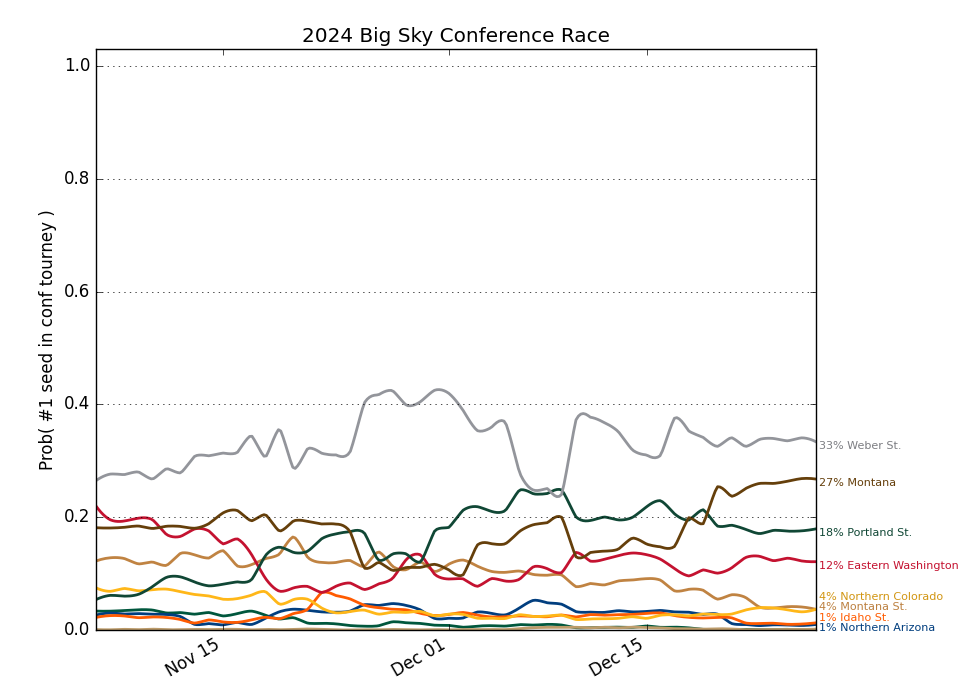 2024 Big Sky Conference Race
Prob( #1 seed in conf tourney )
1.0
0.8
0.6
0.4
0.2
0.0
Nov 15
Dec 01
Dec 15
33% Weber St.
27% Montana
18% Portland St.
12% Eastern Washington
4% Northern Colorado
4% Montana St.
1% Idaho St.
1% Northern Arizona